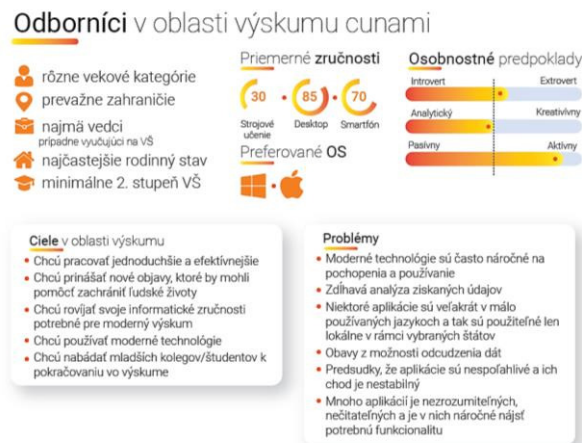 Odborníci v oblasti výskumu cunami
rôzne vekové kategórie
prevažne zahraničie
najmä vedci
prípadne vyučujúci na VŠ
najčastejšie rodinný stav
minimálne 2. stupeň VŠ
Priemerné zručnosti
30
85
70
Strojové
učenie
Desktop
Smartfón
Preferované OS
Osobnostné predpoklady
Introvert
Extrovert
Analytický
Kreatívlny
Pasívny
Aktívny
Ciele v oblasti výskumu
• Chcú pracovať jednoduchšie a efektívnejšie
• Chcú prinášať nové objavy, ktoré by mohli
pomôcť zachrániť ľudské životy
• Chcú rovíjať svoje informatické zručnosti
potrebné pre moderný výskum
• Chcú používať moderné technológie
• Chcú nabádať mladších kolegov/študentov k
pokračovaniu vo výskume
Problémy
• Moderné technológie sú často náročné na
pochopenia a používanie
• Zdĺhavá analýza získaných údajov
• Niektoré aplikácie sú veľakrát v málo
používaných jazykoch a tak sú použiteľné len
lokálne v rámci vybraných štátov
• Obavy z možnosti odcudzenia dát
• Predsudky, že aplikácie sú nespoľahlivé a ich
chod je nestabilný
• Mnoho aplikácií je nezrozumiteľných,
nečitateľných a je v nich náročné nájsť
potrebnú funkcionalitu